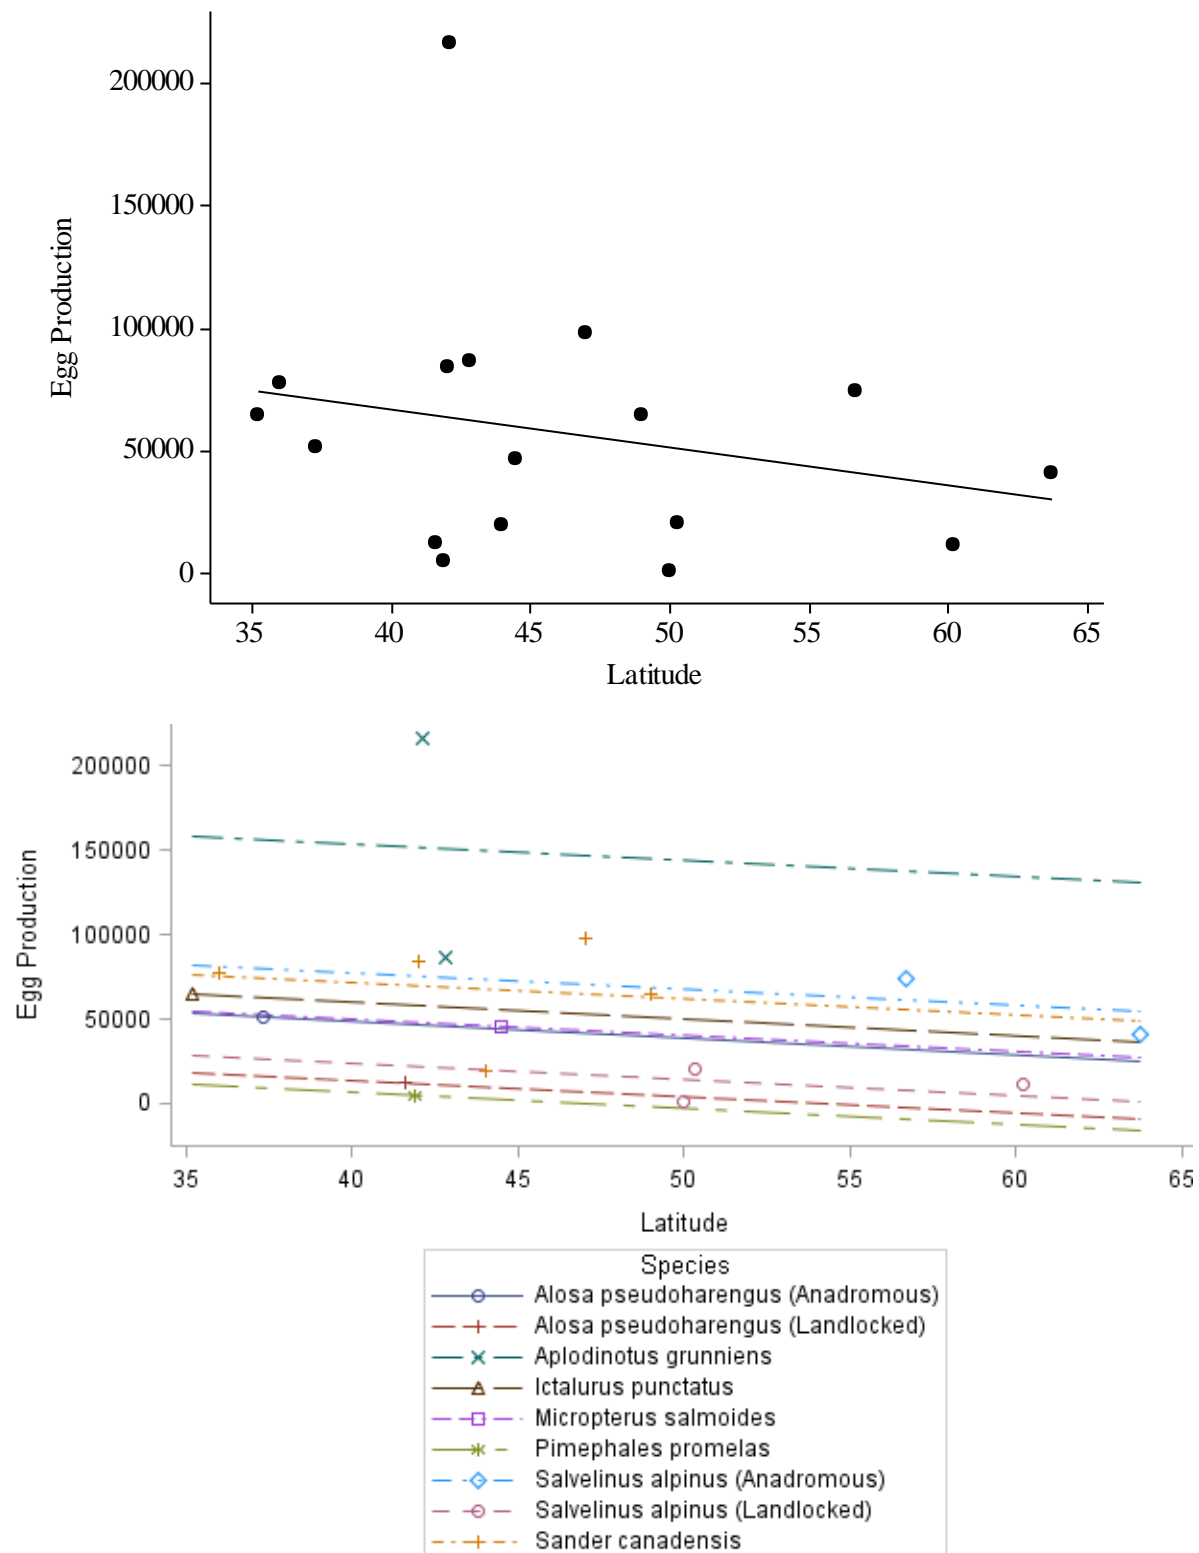 200000
150000
100000
50000
0
Egg Production
35 40 45 50 55 60 65
Latitude
200000
150000
100000
50000
0
Egg Production
35 40 45 50 55 60 65
Latitude
Species
Alosa pseudoharengus (Anadromous)
Alosa pseudoharengus (Landlocked)
Aplodinotus grunniens
Ictalurus punctatus
Micropterus salmoides
Pimephales promelas
Salvelinus alpinus (Anadromous)
Salvelinus alpinus (Landlocked)
Sander canadensis